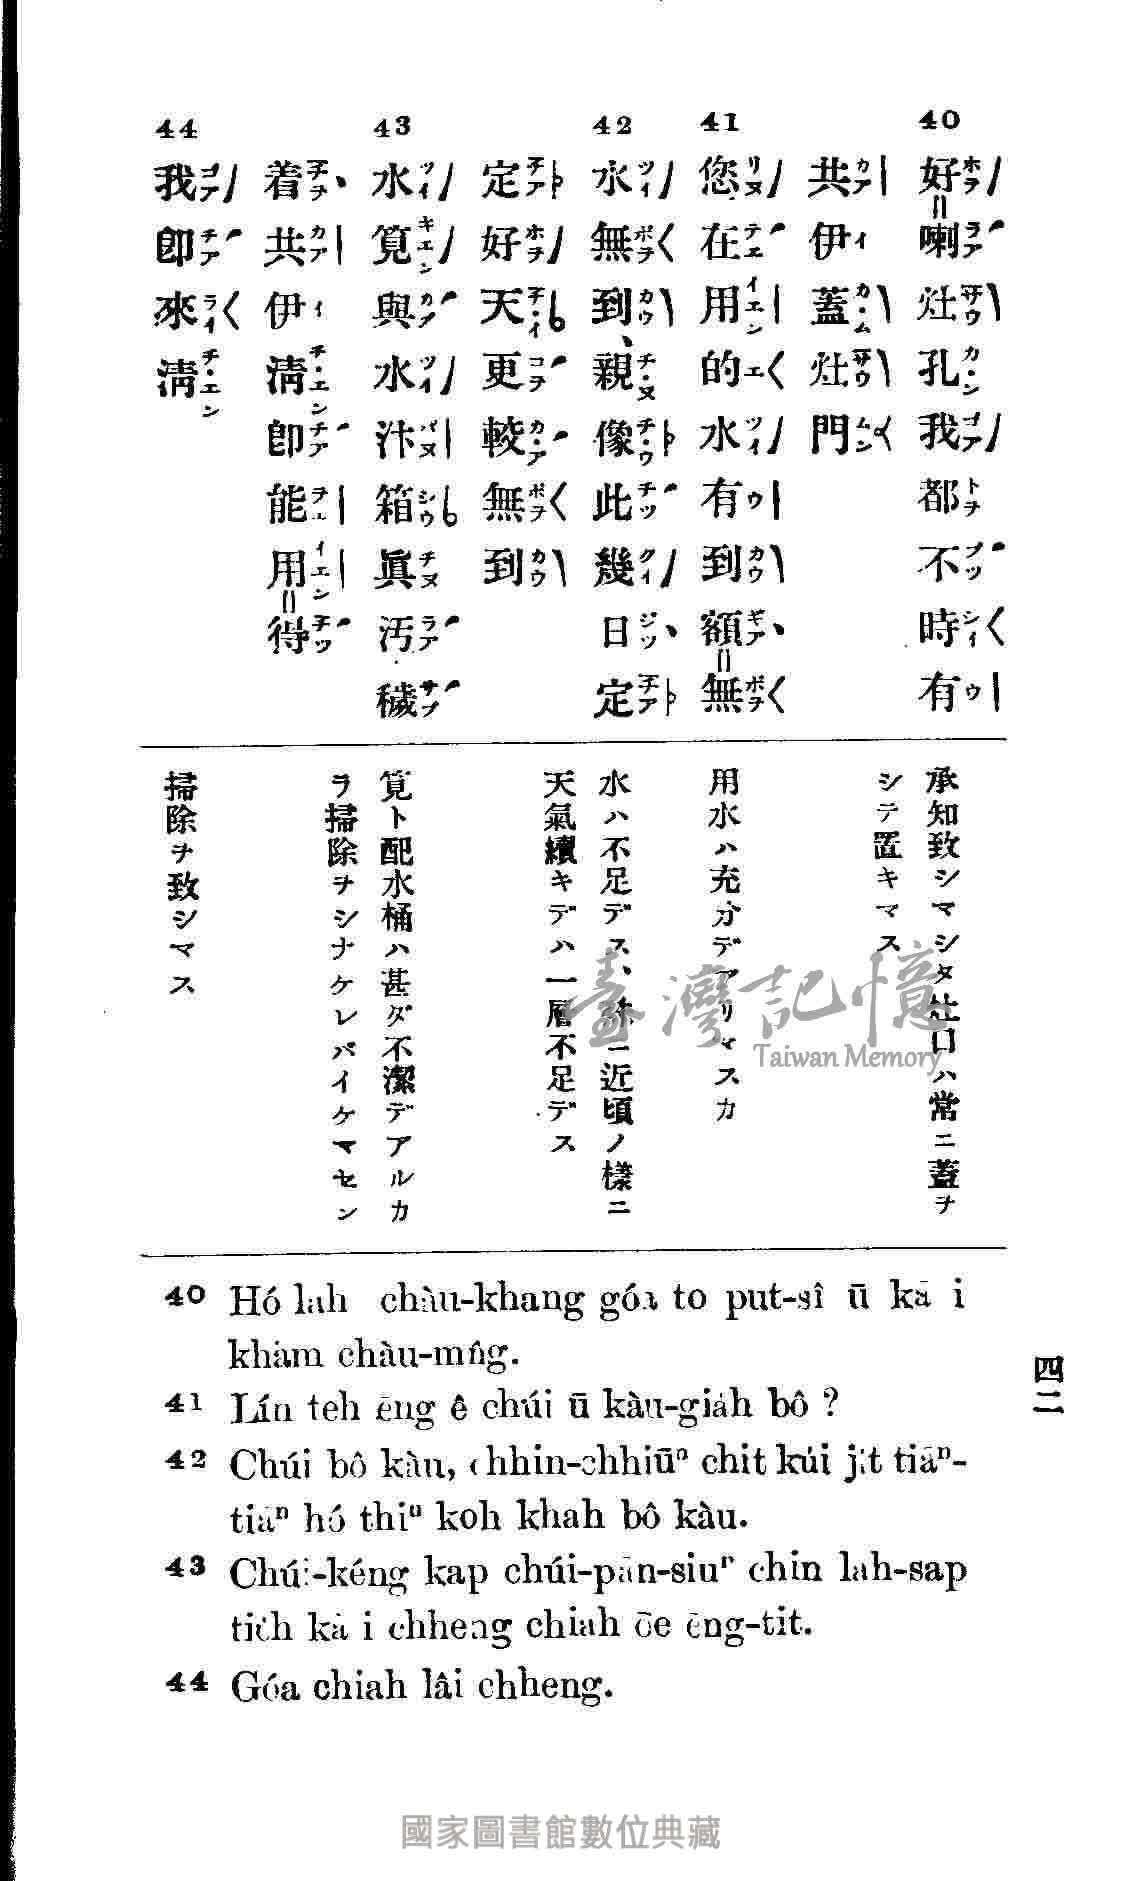 40
好=喇灶孔我都不時有
共伊蓋灶門
41
您在用的水有到額=無
42
水無到、親像此幾日定
定好天更較無到
43
水筧與水汴箱眞汚穢
着共伊淸卽能用=得
44
我卽來淸
承知致シマシタ灶口ハ常ニ蓋ヲ
シテ置キマス
用水ハ充分デアリマスカ
水ハ不足デス、殊ニ近頃ノ樣ニ
天氣續キデハ一層不足デス
筧ト配水桶ハ甚ダ不潔デアルカ
ラ掃除ヲシナケレバイケマセン
掃除ヲ致シマス
40 Hó lah chàu-khang góa to put-sî ū kā i
khàm chàu-mn̂g.
41 Lín teh ēng ê chúi ū kàu-gia̍h bô ?
42 Chúi bô kàu, chhin-chhiūⁿ chit kúi ji̍t tiāⁿ-
tiāⁿ hó thiⁿ koh khah bô kàu.
43 Chúi-kéng kap chúi-pān-siuⁿ chin lah-sap
tio̍h kā i chheng chiah ōe ēng-tit.
44 Góa chiah lâi chheng.
四二
臺灣記憶
Taiwan Memory
國家圖書館數位典藏